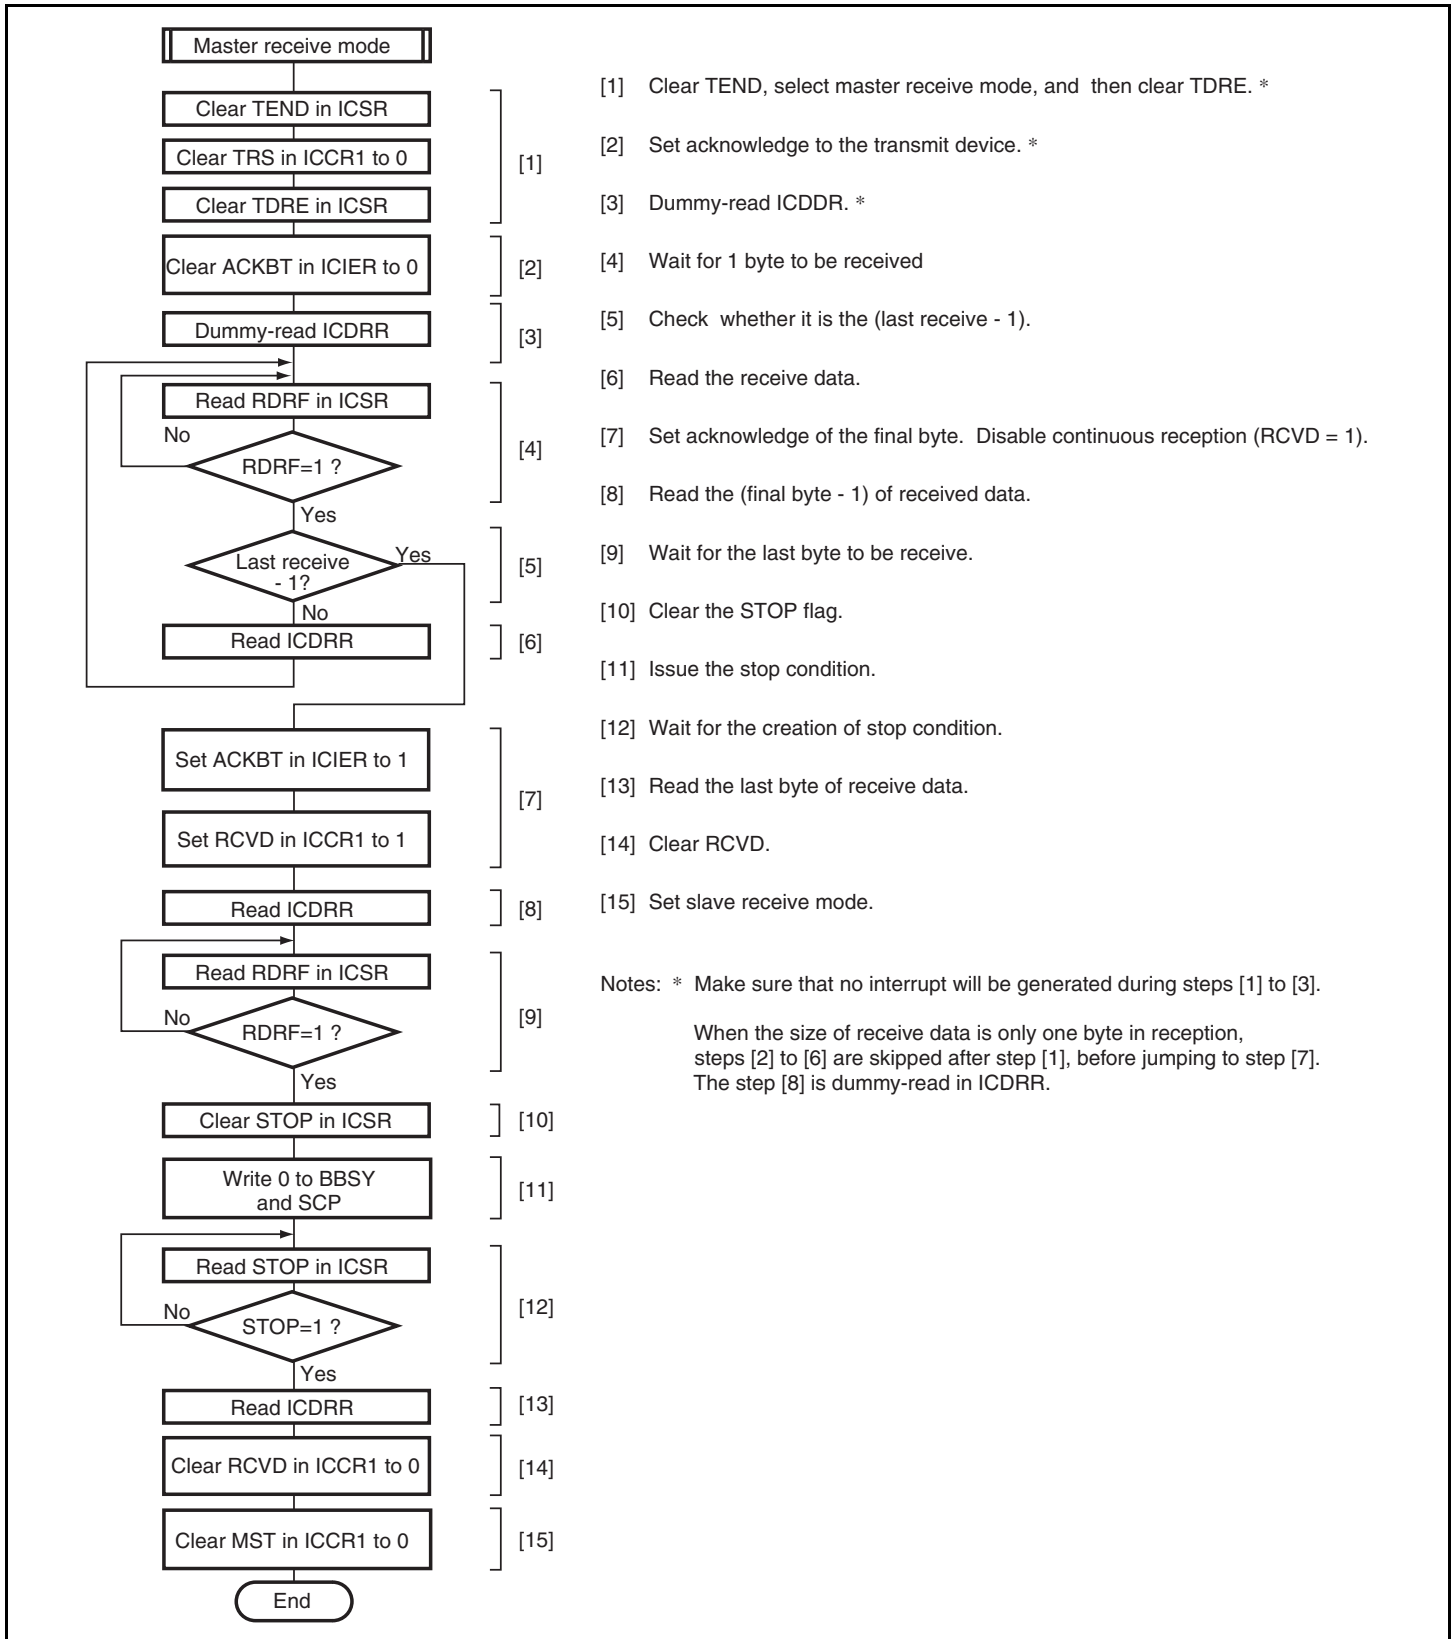 Master receive mode
Clear TEND in ICSR
Clear TRS in ICCR1 to 0
[1]
Clear TDRE in ICSR
Clear ACKBT in ICIER to 0
[2]
Dummy-read ICDRR
[3]
Read RDRF in ICSR
No
[4]
RDRF=1 ?
Yes
Last receive
- 1?
Yes
[5]
No
Read ICDRR
[6]
Set ACKBT in ICIER to 1
[7]
Set RCVD in ICCR1 to 1
Read ICDRR
[8]
Read RDRF in ICSR
No
RDRF=1 ?
[9]
Yes
Clear STOP in ICSR
[10]
Write 0 to BBSY
and SCP
[11]
Read STOP in ICSR
No
STOP=1 ?
[12]
Yes
Read ICDRR
[13]
Clear RCVD in ICCR1 to 0
[14]
Clear MST in ICCR1 to 0
[15]
End
[1] Clear TEND, select master receive mode, and then clear TDRE. *
[2] Set acknowledge to the transmit device. *
[3] Dummy-read ICDDR. *
[4] Wait for 1 byte to be received
[5] Check whether it is the (last receive - 1).
[6] Read the receive data.
[7] Set acknowledge of the final byte. Disable continuous reception (RCVD = 1).
[8] Read the (final byte - 1) of received data.
[9] Wait for the last byte to be receive.
[10] Clear the STOP flag.
[11] Issue the stop condition.
[12] Wait for the creation of stop condition.
[13] Read the last byte of receive data.
[14] Clear RCVD.
[15] Set slave receive mode.
Notes: * Make sure that no interrupt will be generated during steps [1] to [3].
When the size of receive data is only one byte in reception,
steps [2] to [6] are skipped after step [1], before jumping to step [7].
The step [8] is dummy-read in ICDRR.